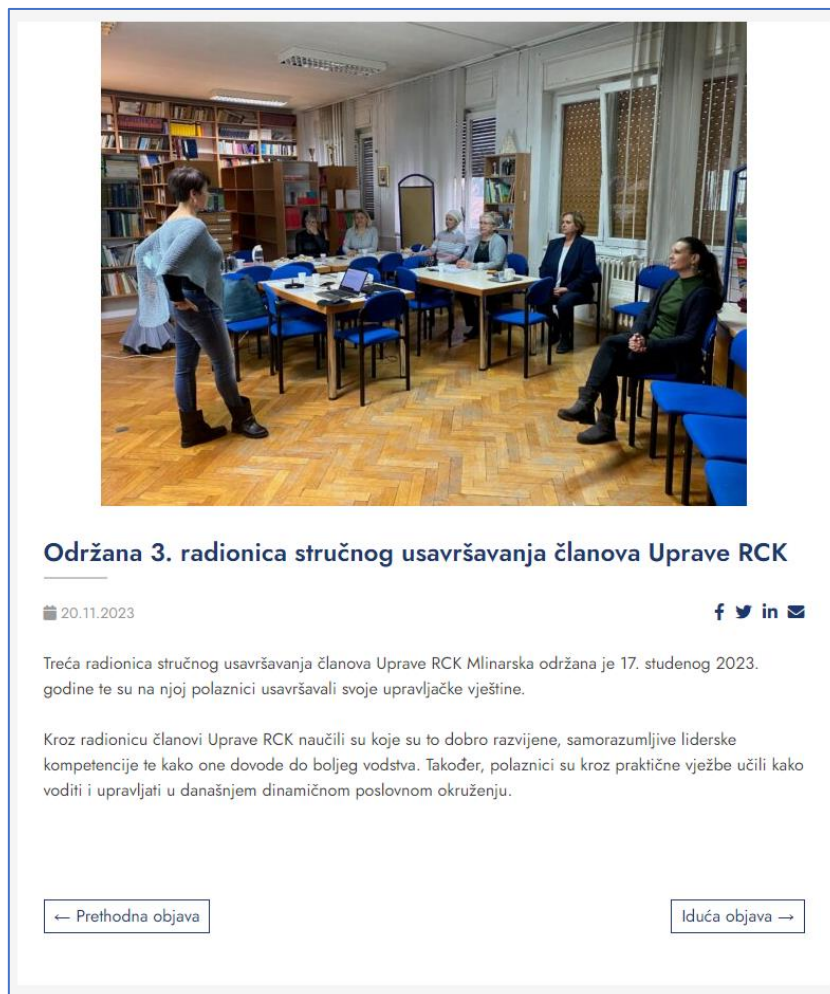 Održana 3. radionica stručnog usavršavanja članova Uprave RCK
20.11.2023
Treća radionica stručnog usavršavanja članova Uprave RCK Mlinarska održana je 17. studenog 2023.
godine te su na njoj polaznici usavršavali svoje upravljačke vještine.
Kroz radionicu članovi Uprave RCK naučili su koje su to dobro razvijene, samorazumljive liderske
kompetencije te kako one dovode do boljeg vodstva. Također, polaznici su kroz praktične vježbe učili kako
voditi i upravljati u današnjem dinamičnom poslovnom okruženju.
← Prethodna objava
Iduća objava →